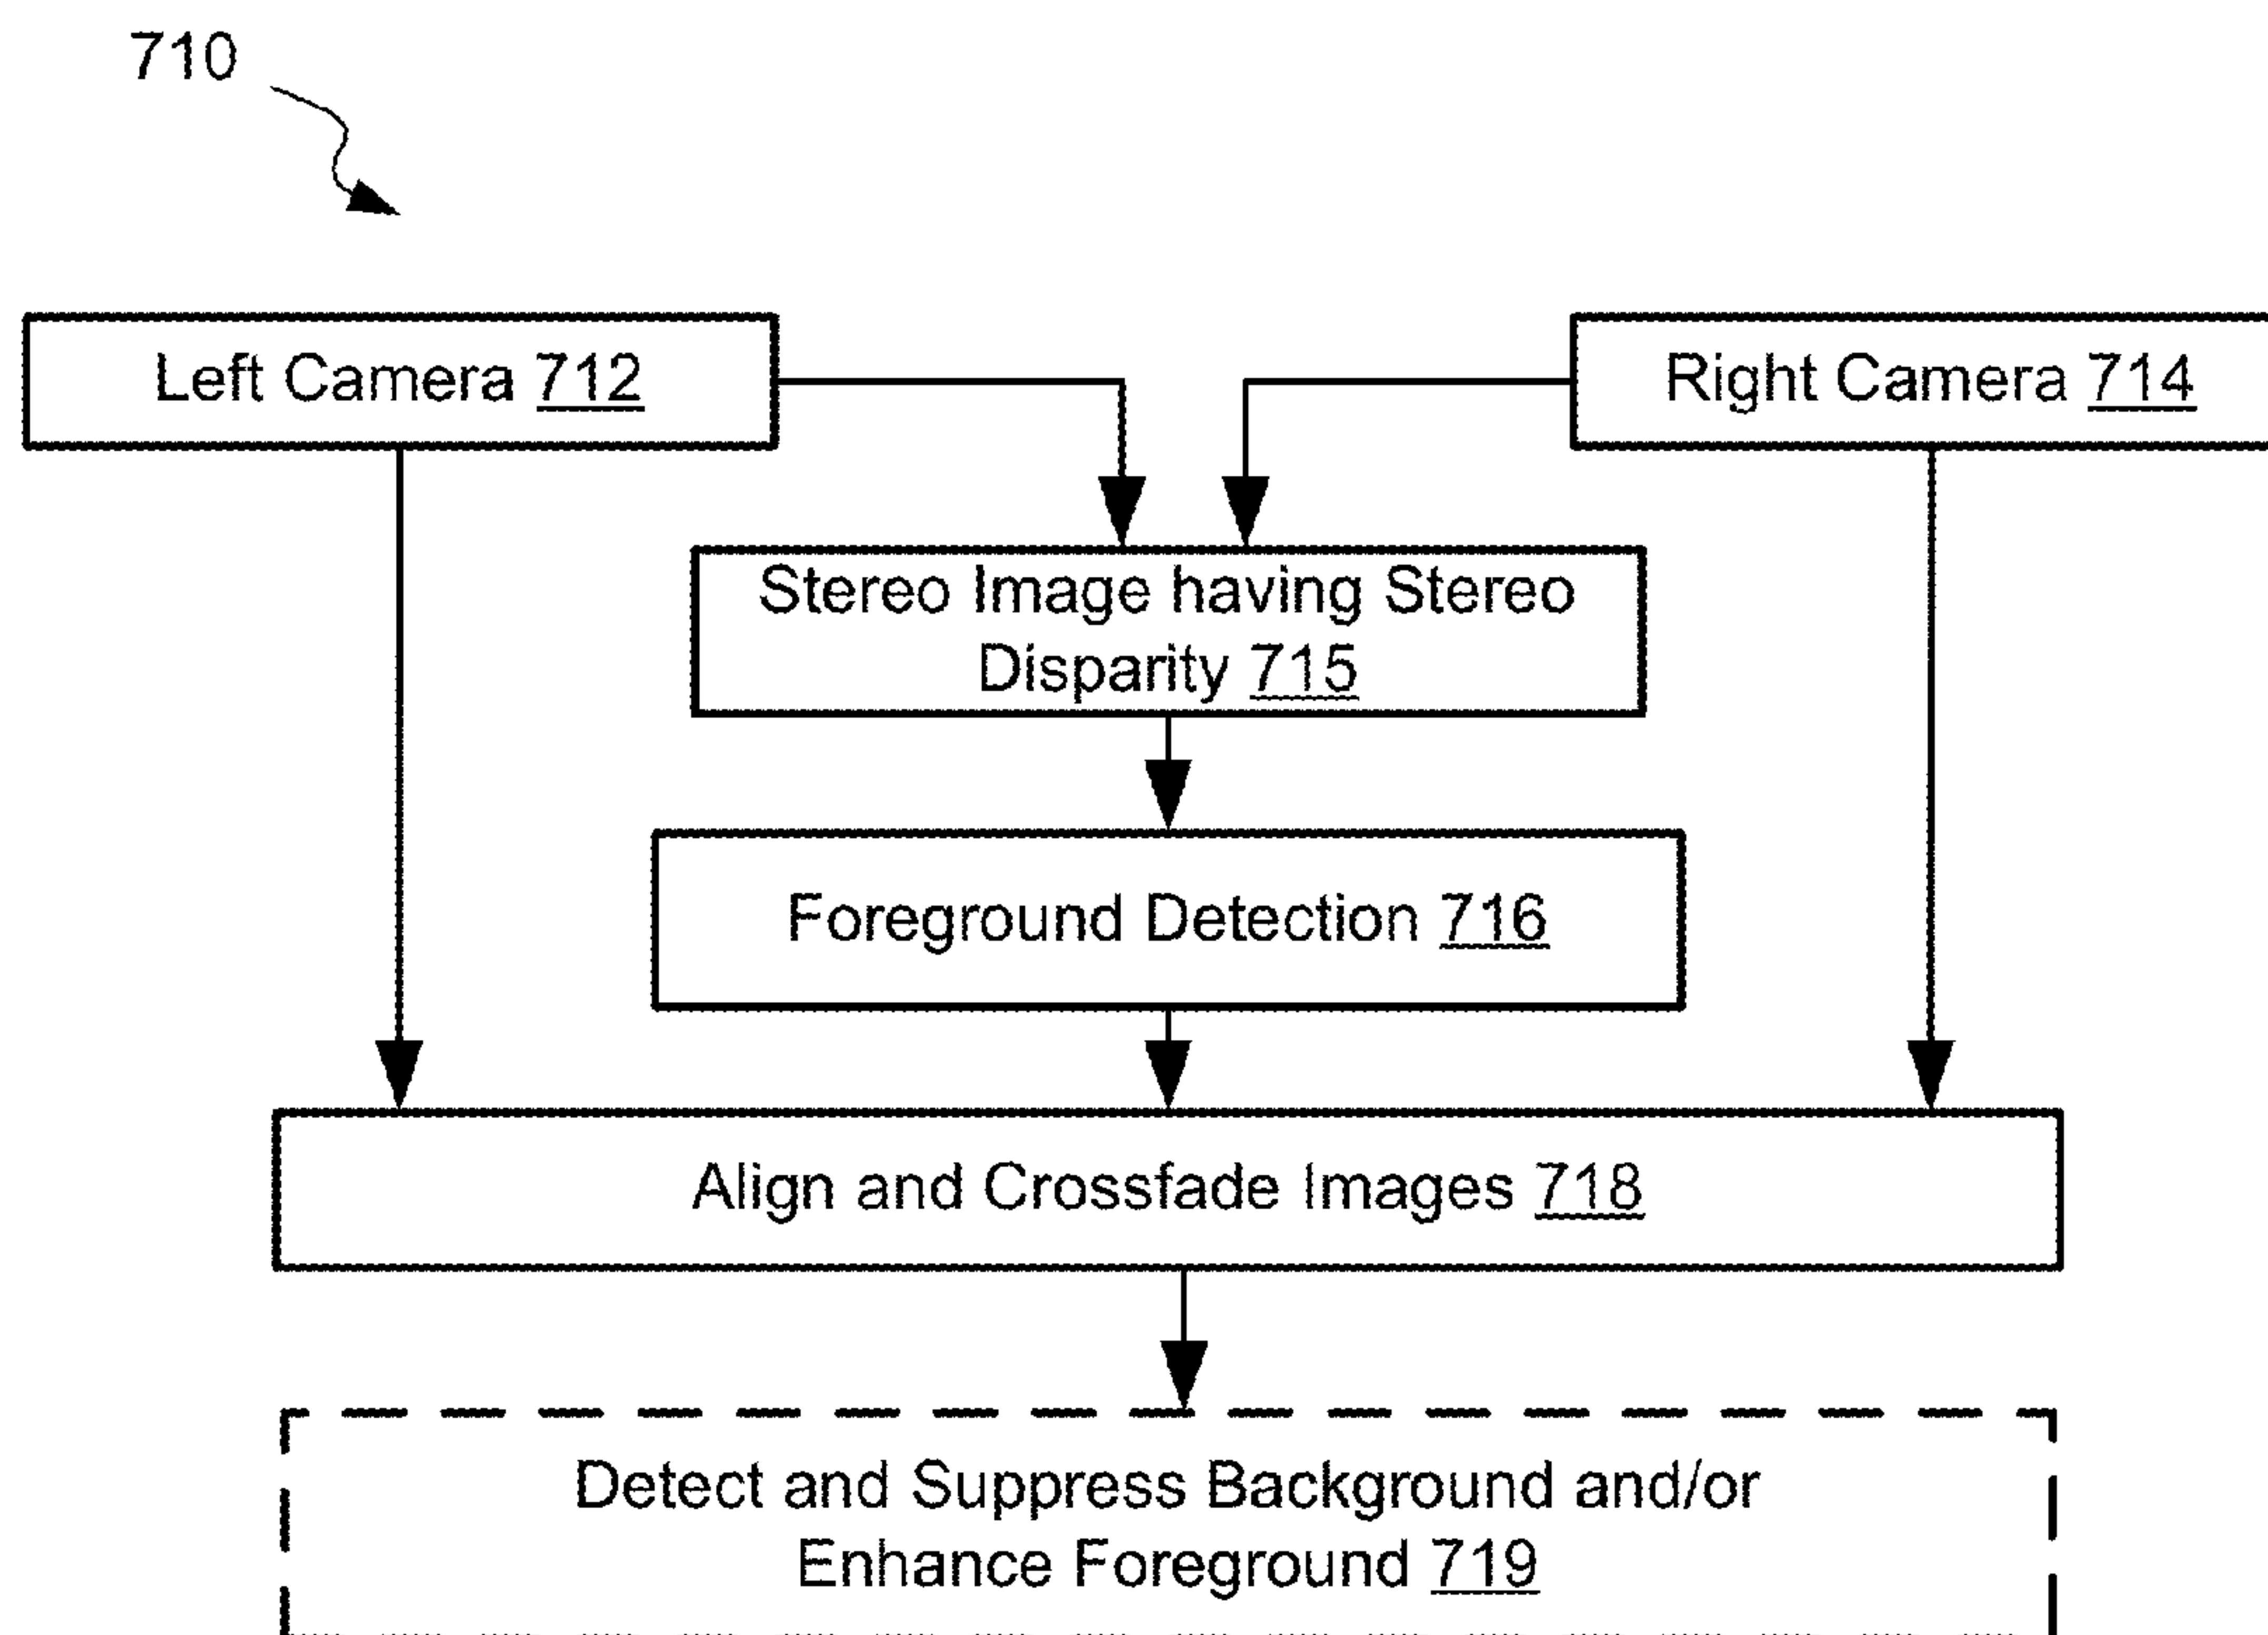 710
Left Camera 712
Right Camera 714
Stereo Image having Stereo
Disparity 715
Foreground Detection 716
Align and Crossfade Images 718
Detect and Suppress Background and/or
Enhance Foreground 719